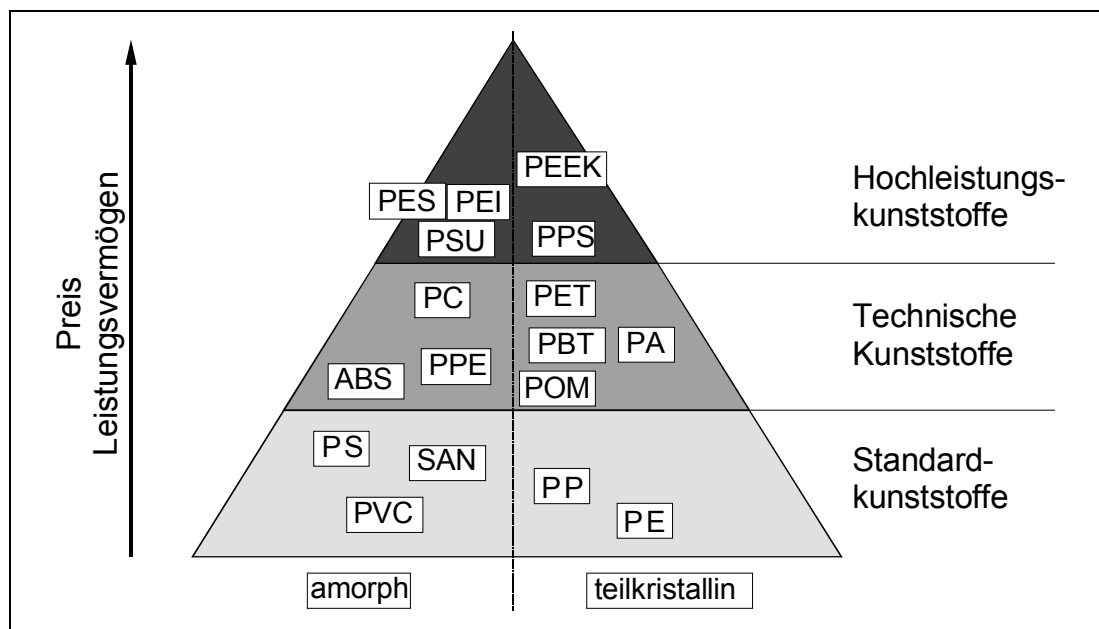 Preis
Leistungsvermögen
PEEK
PES
PEI
PSU
PPS
Hochleistungs-
kunststoffe
PC
PET
PBT
PA
PPE
ABS
POM
Technische
Kunststoffe
PS
SAN
PP
PVC
PE
Standard-
kunststoffe
amorph
teilkristallin